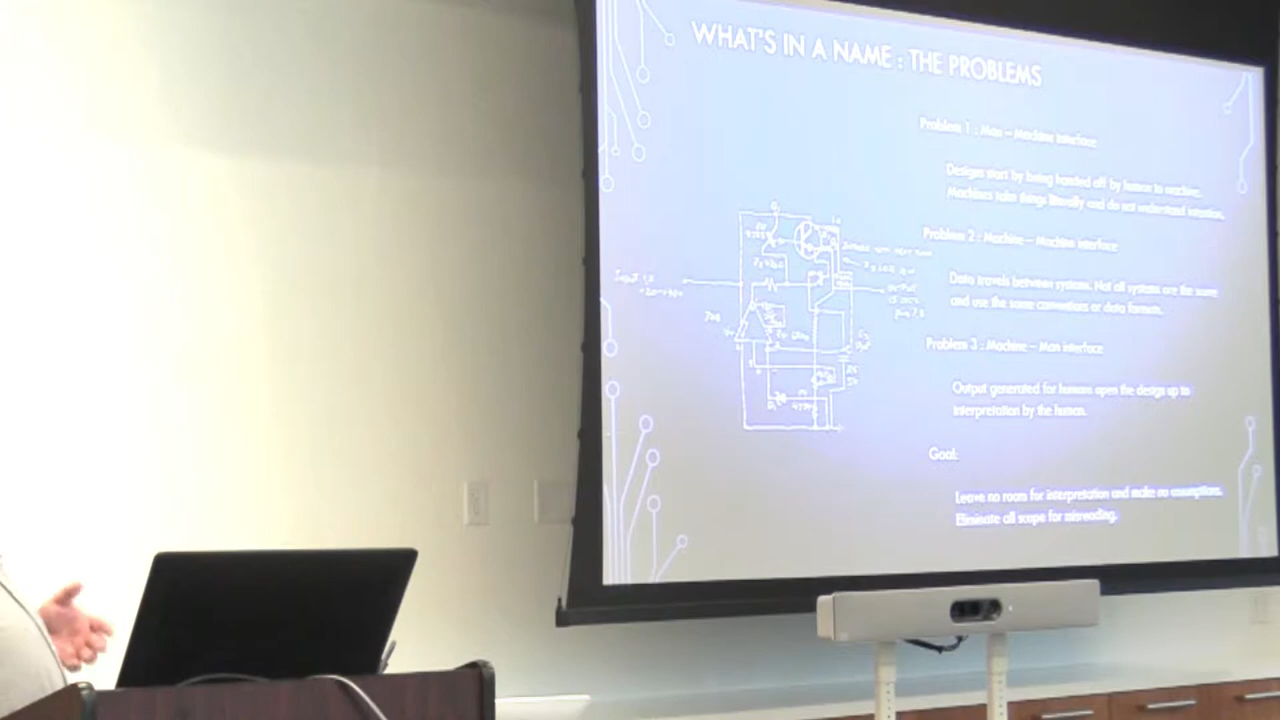 WHAT'S IN A NAME : THE PROBLEMS
Problem 1 : Man – Machine interface
Designs start by being handed off by human to machine.
Machines take things literally and do not understand intention.
Problem 2 : Machine – Machine interface
Data travels between systems. Not all systems are the same
and use the same conventions or data formats.
Problem 3 : Machine – Man interface
Output generated for humans open the design up to
interpretation by the human.
Goal:
Leave no room for interpretation and make no assumptions.
Eliminate all scope for misreading.